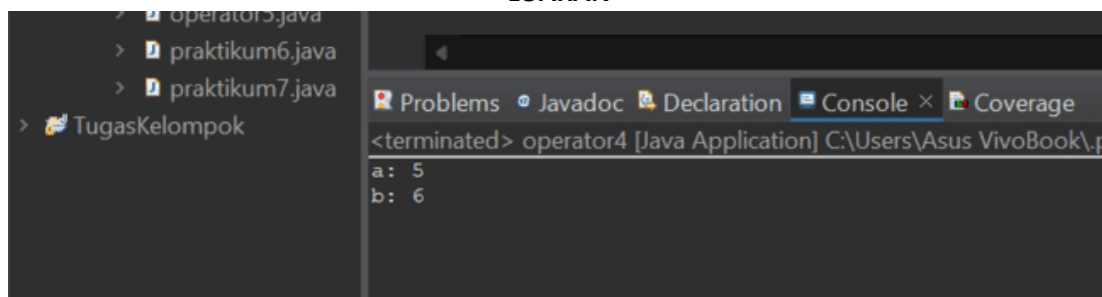 operator5.java
praktikum6.java
praktikum7.java
TugasKelompok
Problems Javadoc Declaration Console × Coverage
<terminated> operator4 [Java Application] C:\Users\Asus VivoBook\.p
a: 5
b: 6